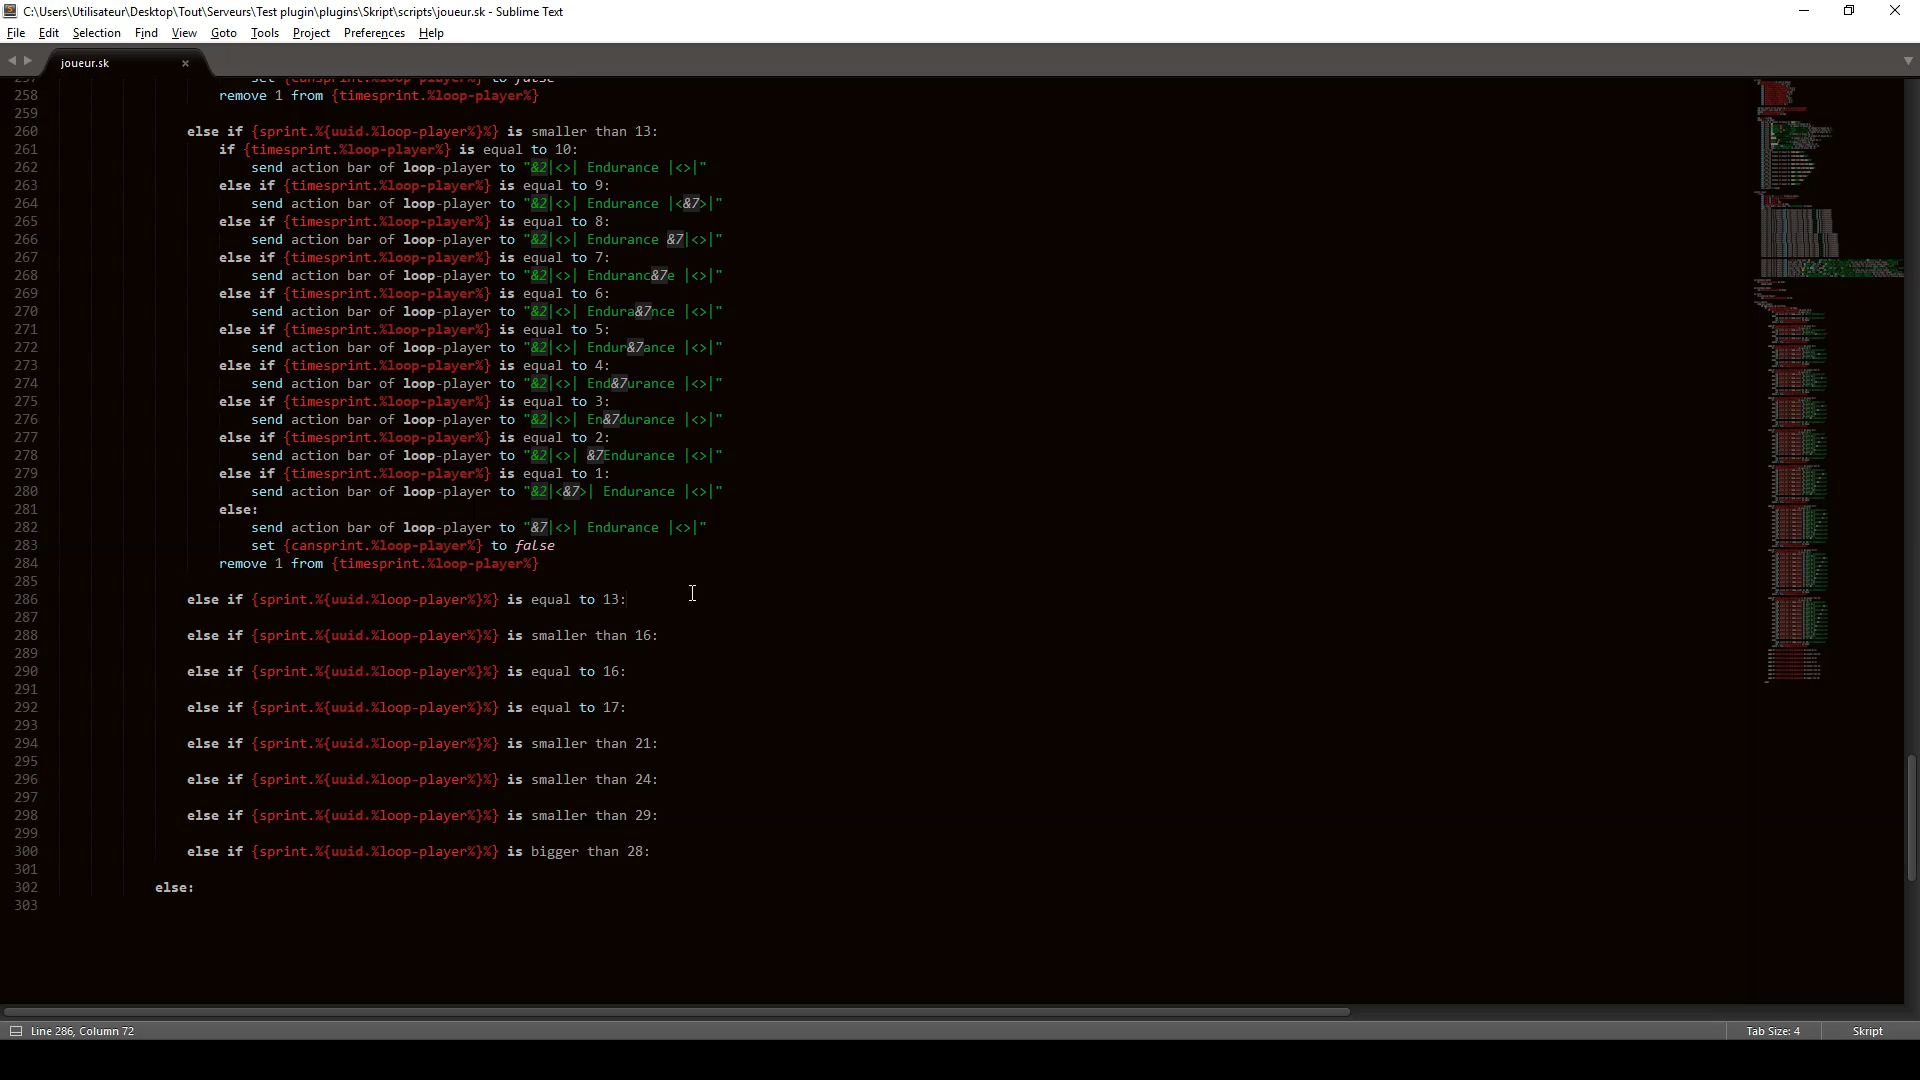 C:\Users\Utilisateur\Desktop\Tout\Serveurs\Test plugin\plugins\Skript\scripts\joueur.sk - Sublime Text
File Edit Selection Find View Goto Tools Project Preferences Help
joueur.sk ×
257 set {cansprint.%loop-player%} to false
258 remove 1 from {timesprint.%loop-player%}
259
260 else if {sprint.%{uuid.%loop-player%}%} is smaller than 13:
261 if {timesprint.%loop-player%} is equal to 10:
262 send action bar of loop-player to "&2|<>| Endurance |<>|"
263 else if {timesprint.%loop-player%} is equal to 9:
264 send action bar of loop-player to "&2|<>| Endurance |<&7>|"
265 else if {timesprint.%loop-player%} is equal to 8:
266 send action bar of loop-player to "&2|<>| Endurance &7|<>|"
267 else if {timesprint.%loop-player%} is equal to 7:
268 send action bar of loop-player to "&2|<>| Enduranc&7e |<>|"
269 else if {timesprint.%loop-player%} is equal to 6:
270 send action bar of loop-player to "&2|<>| Endura&7nce |<>|"
271 else if {timesprint.%loop-player%} is equal to 5:
272 send action bar of loop-player to "&2|<>| Endur&7ance |<>|"
273 else if {timesprint.%loop-player%} is equal to 4:
274 send action bar of loop-player to "&2|<>| End&7urance |<>|"
275 else if {timesprint.%loop-player%} is equal to 3:
276 send action bar of loop-player to "&2|<>| En&7durance |<>|"
277 else if {timesprint.%loop-player%} is equal to 2:
278 send action bar of loop-player to "&2|<>| &7Endurance |<>|"
279 else if {timesprint.%loop-player%} is equal to 1:
280 send action bar of loop-player to "&2|<&7>| Endurance |<>|"
281 else:
282 send action bar of loop-player to "&7|<>| Endurance |<>|"
283 set {cansprint.%loop-player%} to false
284 remove 1 from {timesprint.%loop-player%}
285
286 else if {sprint.%{uuid.%loop-player%}%} is equal to 13:
287
288 else if {sprint.%{uuid.%loop-player%}%} is smaller than 16:
289
290 else if {sprint.%{uuid.%loop-player%}%} is equal to 16:
291
292 else if {sprint.%{uuid.%loop-player%}%} is equal to 17:
293
294 else if {sprint.%{uuid.%loop-player%}%} is smaller than 21:
295
296 else if {sprint.%{uuid.%loop-player%}%} is smaller than 24:
297
298 else if {sprint.%{uuid.%loop-player%}%} is smaller than 29:
299
300 else if {sprint.%{uuid.%loop-player%}%} is bigger than 28:
301
302 else:
303
Line 286, Column 72 Tab Size: 4 Skript